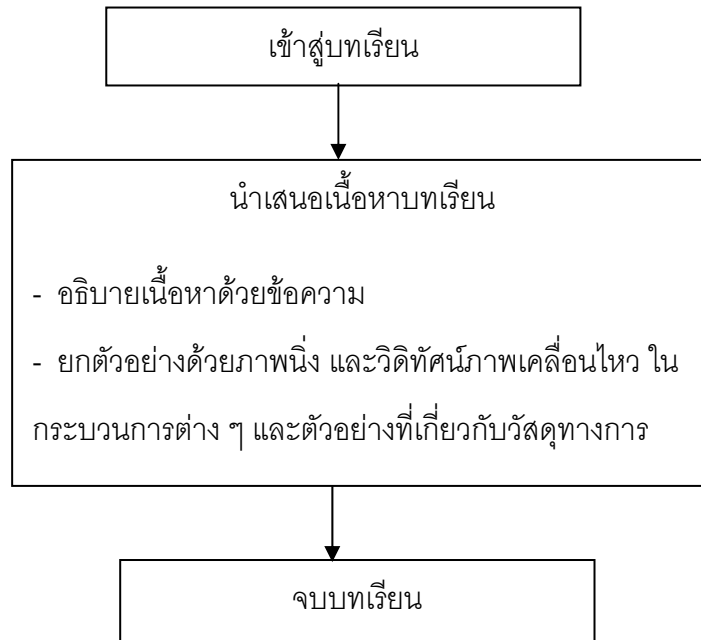 เข้าสู่บทเรียน
นำเสนอเนื้อหาบทเรียน
- อธิบายเนื้อหาด้วยข้อความ
- ยกตัวอย่างด้วยภาพนิ่ง และวิดิทัศน์ภาพเคลื่อนไหว ใน
กระบวนการต่าง ๆ และตัวอย่างที่เกี่ยวกับวัสดุทางการ
จบบทเรียน